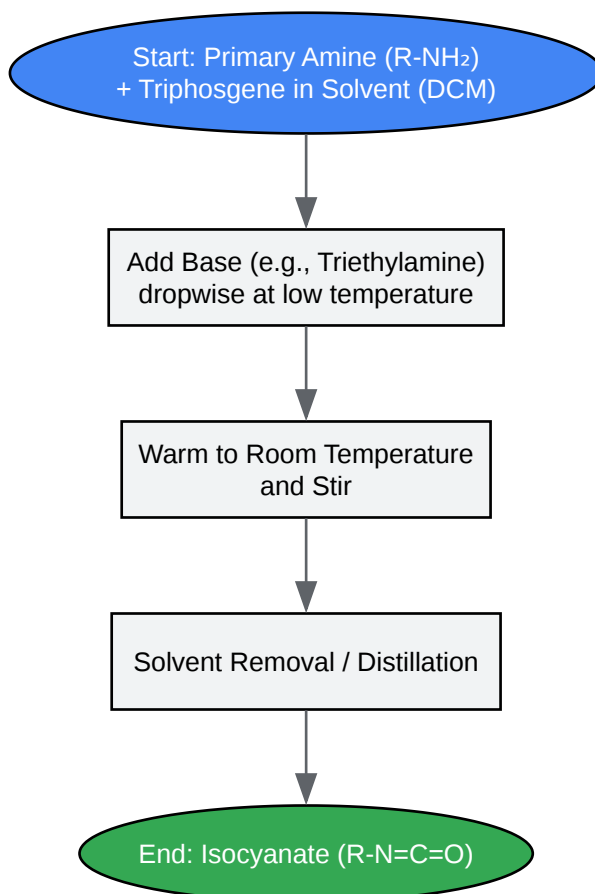 Start: Primary Amine (R-NH₂)
+ Triphosgene in Solvent (DCM)
Add Base (e.g., Triethylamine)
dropwise at low temperature
Warm to Room Temperature
and Stir
Solvent Removal / Distillation
End: Isocyanate (R-N=C=O)